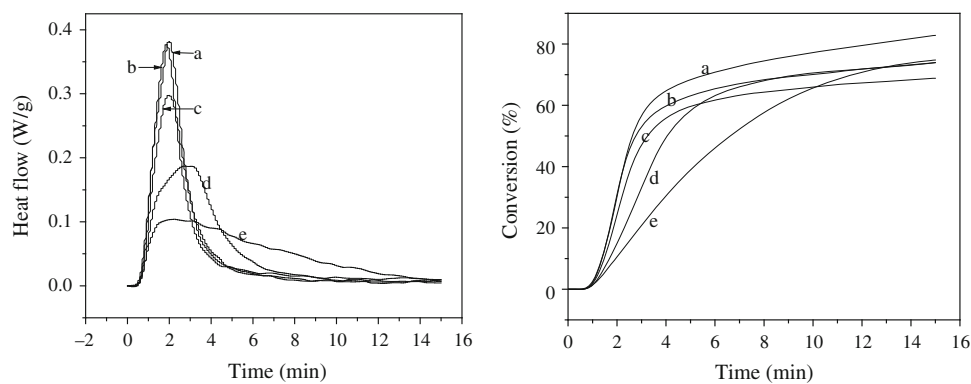 0.4
0.3
0.2
0.1
0.0
Heat flow (W/g)
a
b
c
d
e
−2 0 2 4 6 8 10 12 14 16
Time (min)
80
60
40
20
0
Conversion (%)
a
b
c
d
e
0 2 4 6 8 10 12 14 16
Time (min)